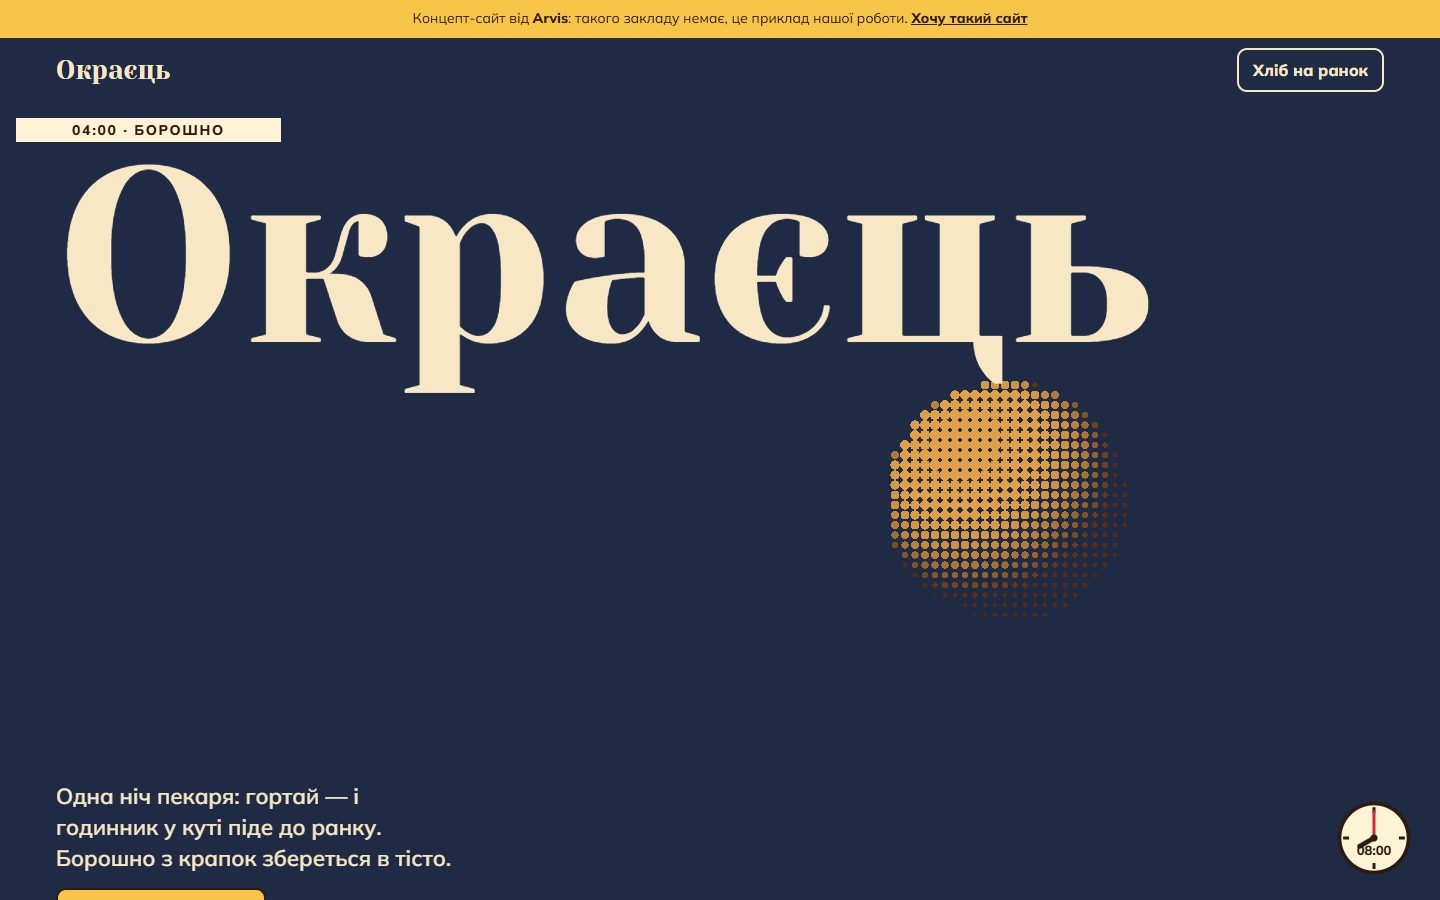 Концепт-сайт від Arvis: такого закладу немає, це приклад нашої роботи. Хочу такий сайт
Окраєць
Хліб на ранок
04:00 · БОРОШНО
Окраєць
Одна ніч пекаря: гортай — і
годинник у куті піде до ранку.
Борошно з крапок збереться в тісто.
08:00